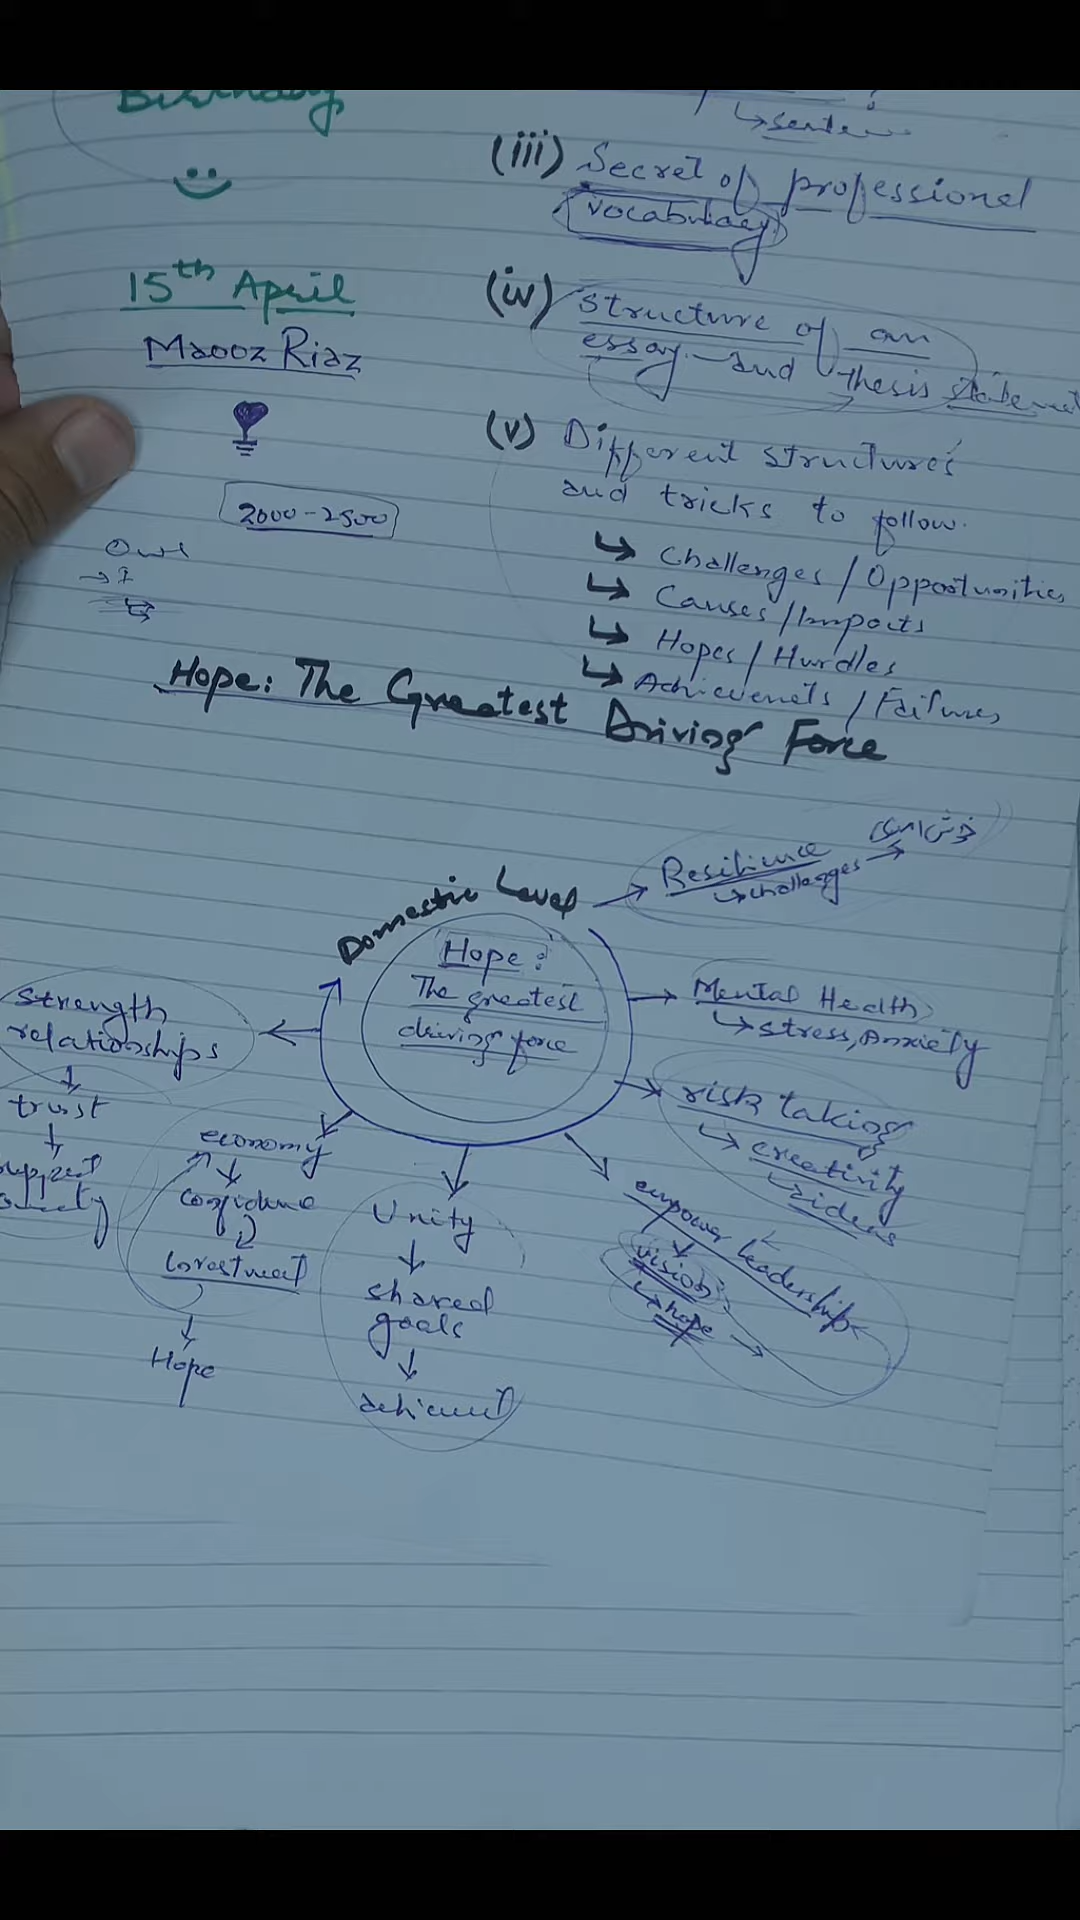 Birthday
15th April
Maooz Riaz
2000-2500
(iii) Secret of professional
vocabulary
(iv) structure of an
essay and thesis statement
(v) Different structures
and tricks to follow.
↳ Challenges / Opportunities
↳ Causes / Impacts
↳ Hopes / Hurdles
↳ Achievements / Failures
Hope: The Greatest Driving Force
Domestic Level
Hope:
The greatest
driving force
→ Resilience
↳ challenges →
→ Mental Health
↳ stress, Anxiety
→ risk taking
↳ creativity
↳ ideas
empower leadership
vision
↳ hope →
Unity
↓
shared
goals
↓
economy
↓
confidence
investment
↓
Hope
strength
relationships
↓
trust
↓